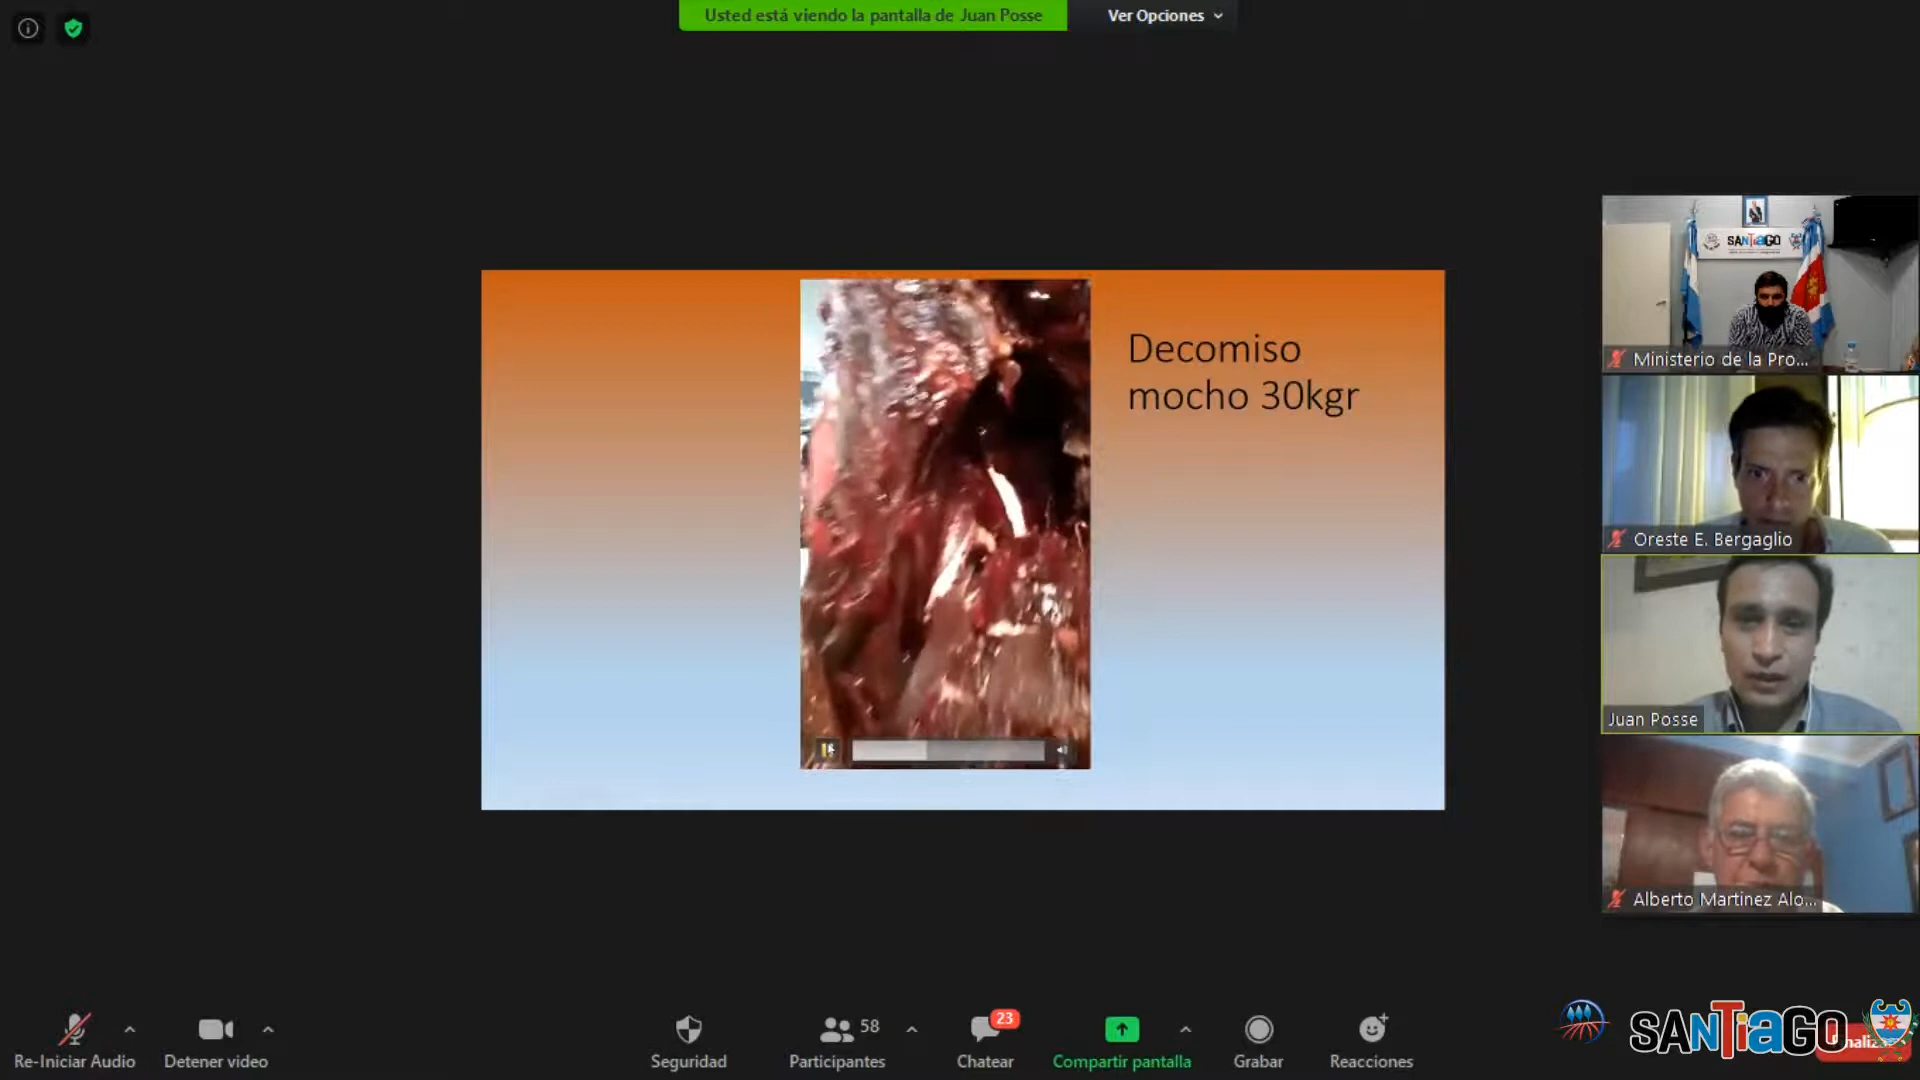 Usted está viendo la pantalla de Juan Posse
Ver Opciones
Decomiso
mocho 30kgr
SANTIAGO
Ministerio de la Pro...
Oreste E. Bergaglio
Juan Posse
Alberto Martinez Alo...
Re-Iniciar Audio
Detener video
Seguridad
58
Participantes
23
Chatear
Compartir pantalla
Grabar
Reacciones
SANTIAGO